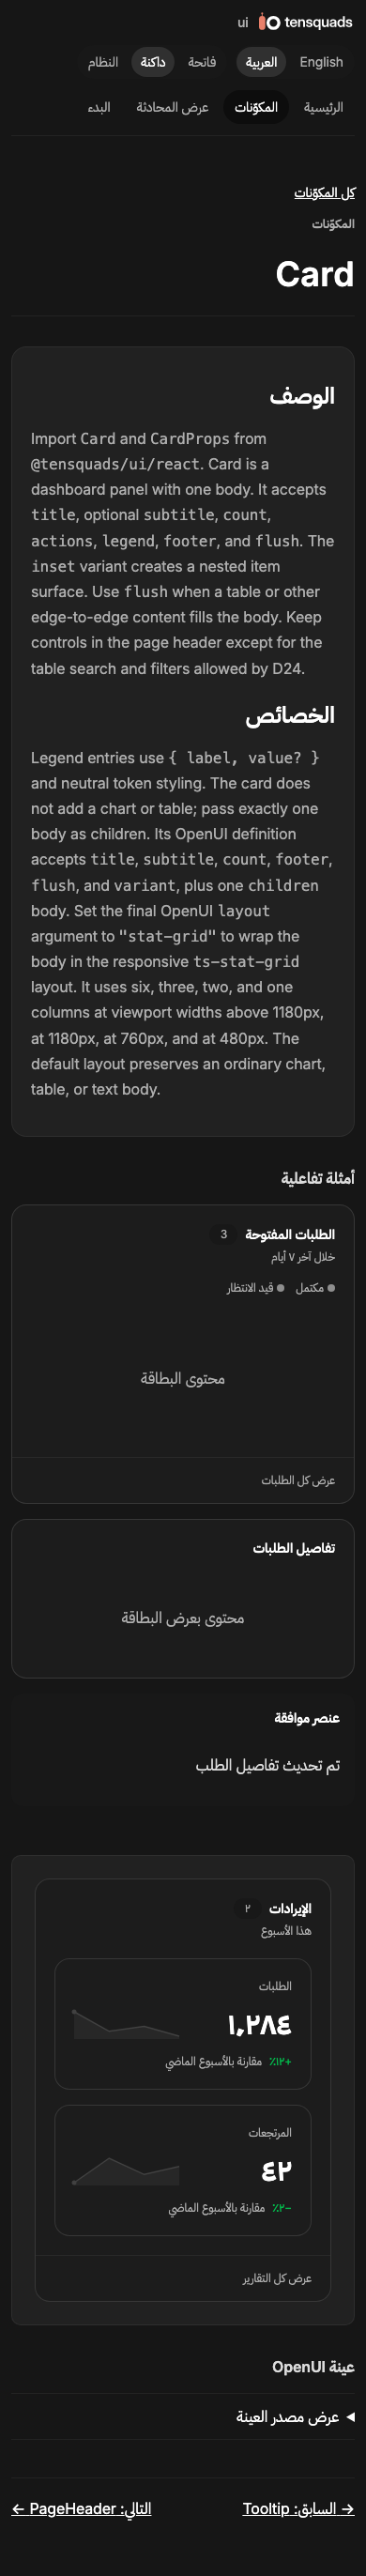 tensquads ui
English العربية فاتحة داكنة النظام
الرئيسية المكوّنات عرض المحادثة البدء
كل المكوّنات
المكوّنات
Card
الوصف
Import Card and CardProps from
@tensquads/ui/react. Card is a
dashboard panel with one body. It accepts
title, optional subtitle, count,
actions, legend, footer, and flush. The
inset variant creates a nested item
surface. Use flush when a table or other
edge-to-edge content fills the body. Keep
controls in the page header except for the
table search and filters allowed by D24.
الخصائص
Legend entries use { label, value? }
and neutral token styling. The card does
not add a chart or table; pass exactly one
body as children. Its OpenUI definition
accepts title, subtitle, count, footer,
flush, and variant, plus one children
body. Set the final OpenUI layout
argument to "stat-grid" to wrap the
body in the responsive ts-stat-grid
layout. It uses six, three, two, and one
columns at viewport widths above 1180px,
at 1180px, at 760px, and at 480px. The
default layout preserves an ordinary chart,
table, or text body.
أمثلة تفاعلية
الطلبات المفتوحة 3
خلال آخر ٧ أيام
مكتمل قيد الانتظار
محتوى البطاقة
عرض كل الطلبات
تفاصيل الطلبات
محتوى بعرض البطاقة
عنصر موافقة
تم تحديث تفاصيل الطلب
الإيرادات ٢
هذا الأسبوع
الطلبات
١,٢٨٤
+١٢٪ مقارنة بالأسبوع الماضي
المرتجعات
٤٢
−٢٪ مقارنة بالأسبوع الماضي
عرض كل التقارير
عينة OpenUI
◀ عرض مصدر العينة
→ السابق: Tooltip
التالي: PageHeader ←